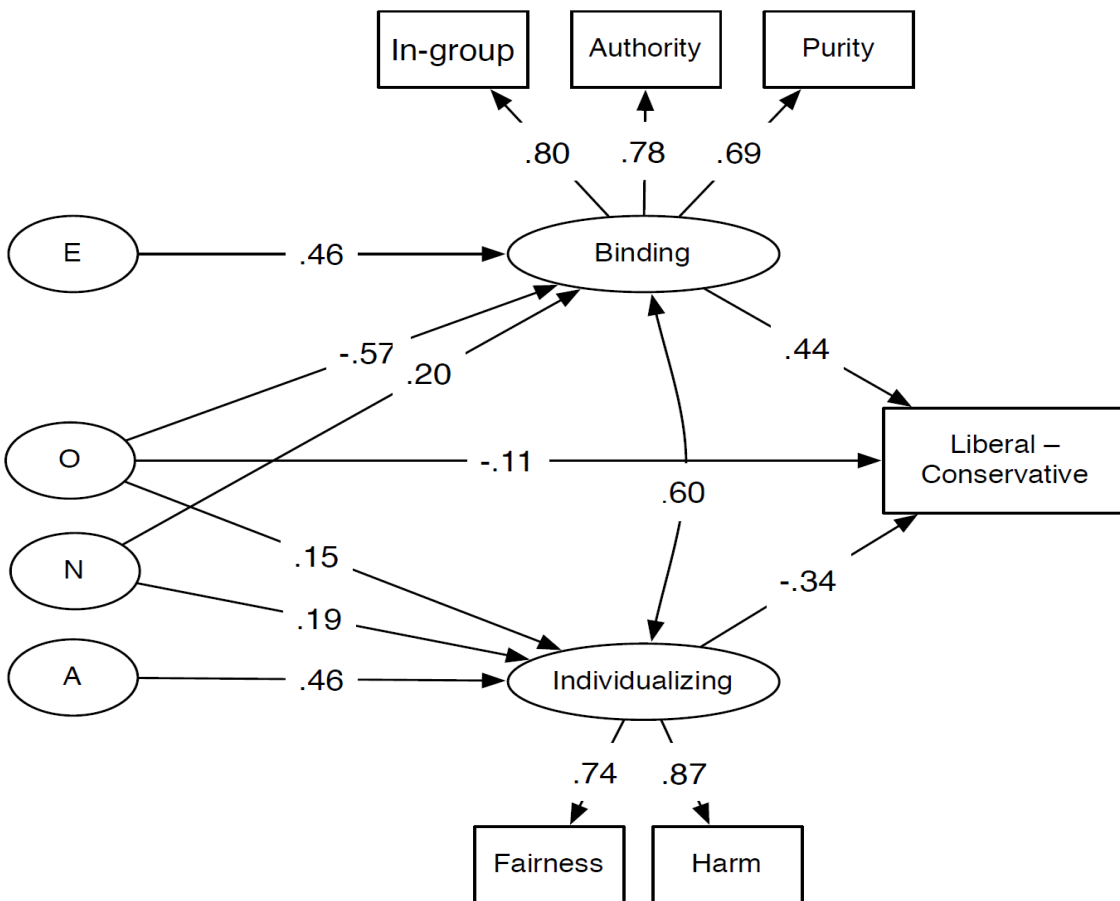 In-group
Authority
Purity
.80
.78
.69
E
.46
Binding
-.57
.20
.44
O
-.11
Liberal –
Conservative
.60
N
.15
.19
-.34
A
.46
Individualizing
.74
.87
Fairness
Harm